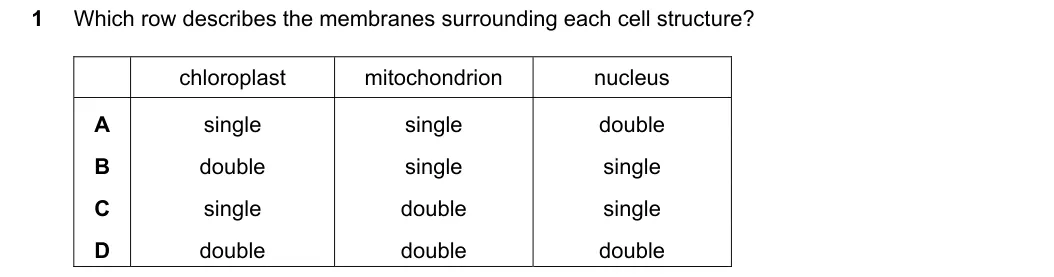 1 Which row describes the membranes surrounding each cell structure?
chloroplast mitochondrion nucleus
A single single double
B double single single
C single double single
D double double double